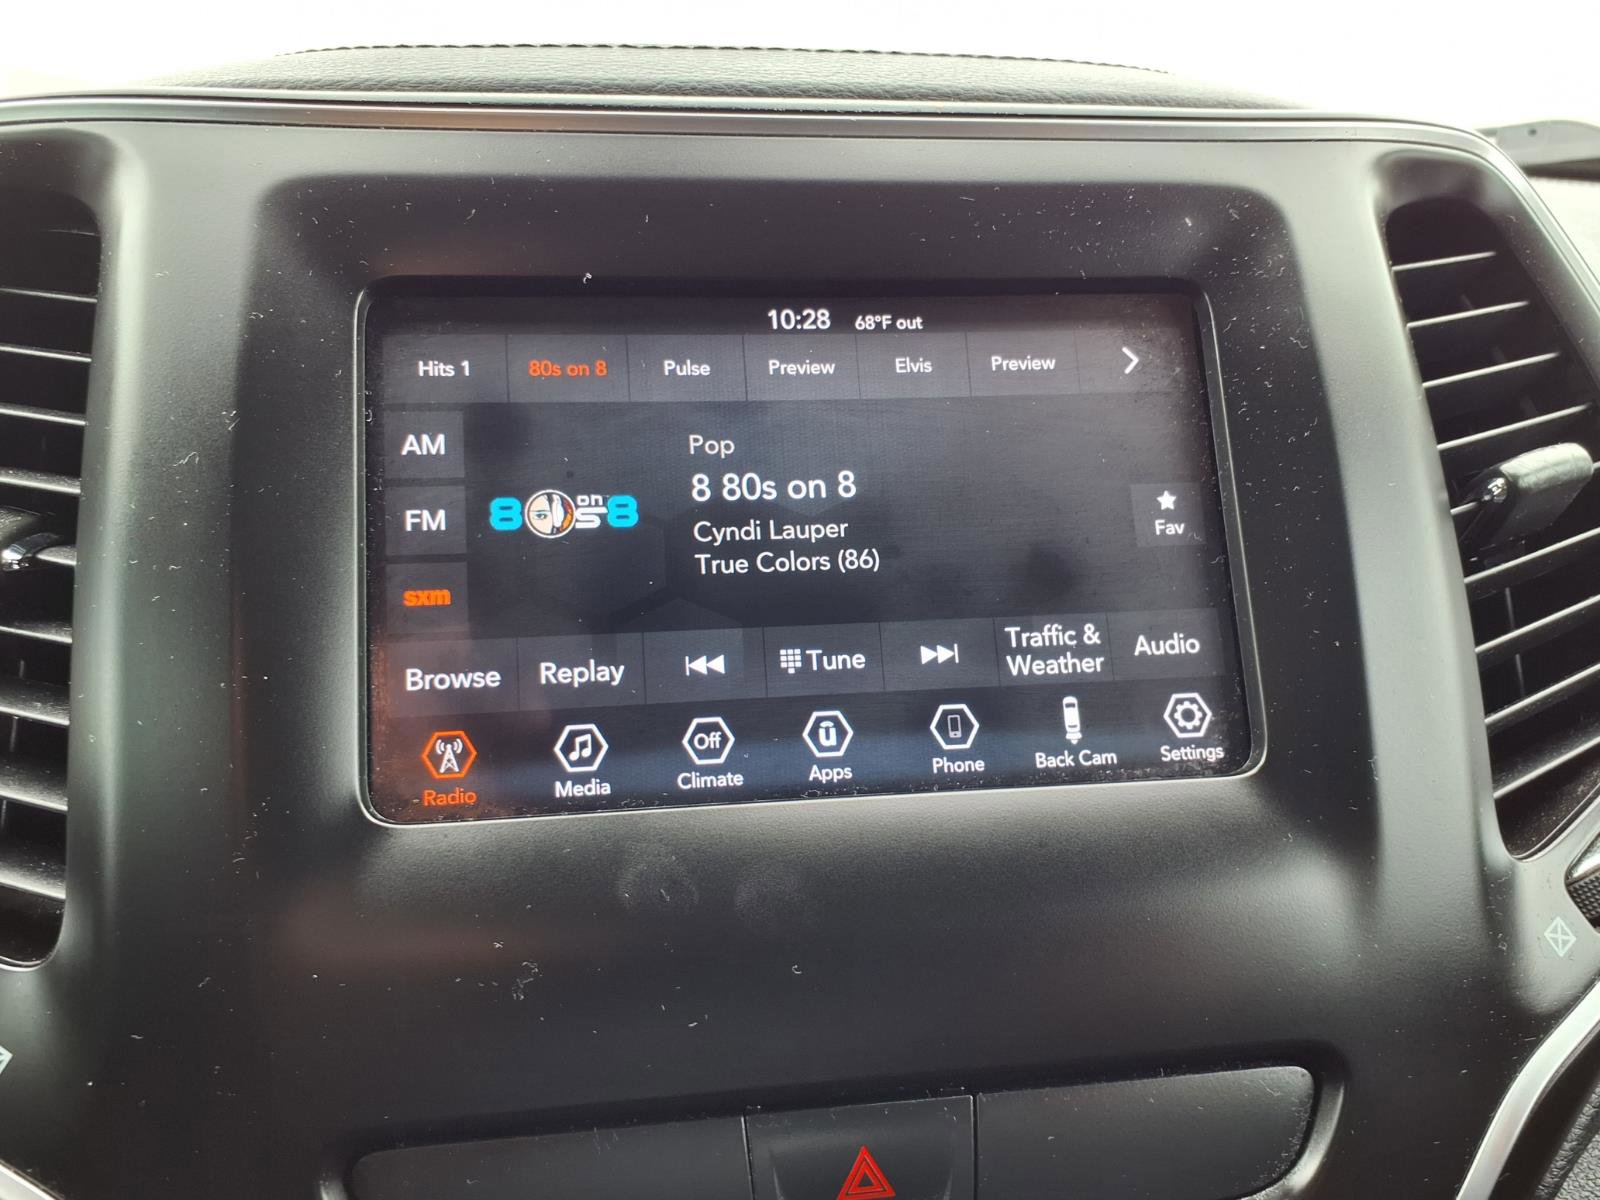 10:28 68°F out
Hits 1 80s on 8 Pulse Preview Elvis Preview
AM
FM
sxm
8 on 8
80s
Pop
8 80s on 8
Cyndi Lauper
True Colors (86)
Fav
Browse Replay Tune Traffic & Weather Audio
Radio Media Off Climate ū Apps Phone Back Cam Settings